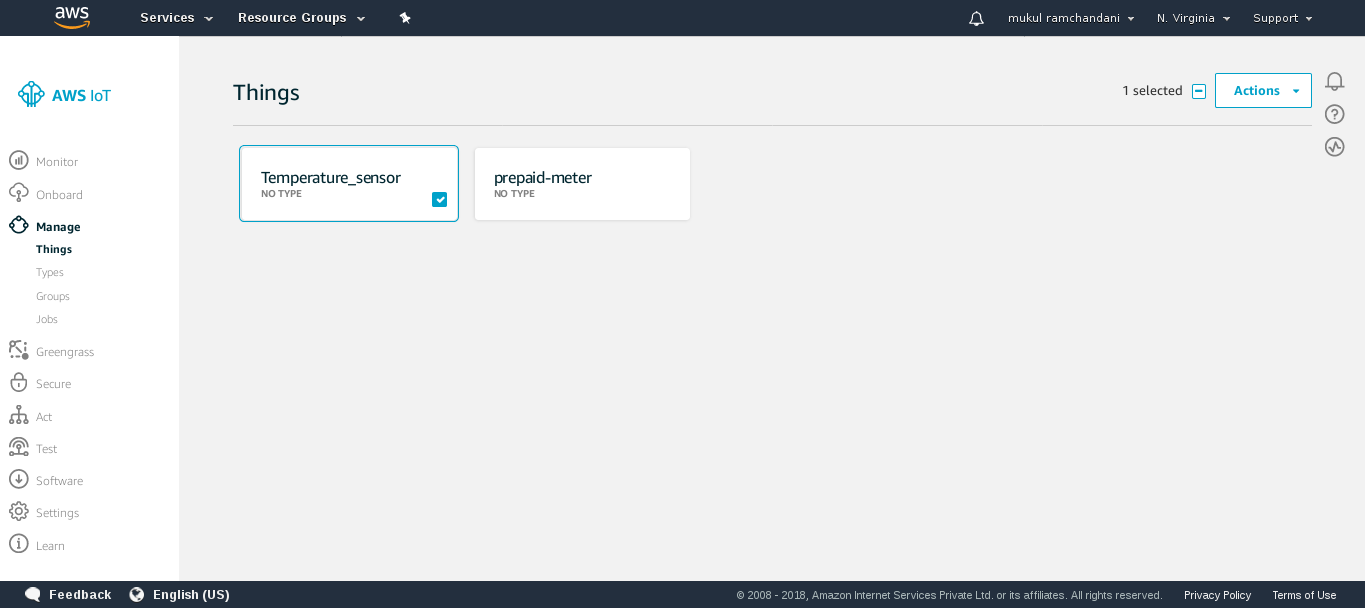 aws
Services
Resource Groups
mukul ramchandani
N. Virginia
Support
AWS IoT
Monitor
Onboard
Manage
Things
Types
Groups
Jobs
Greengrass
Secure
Act
Test
Software
Settings
Learn
Things
1 selected
Actions
Temperature_sensor
NO TYPE
prepaid-meter
NO TYPE
Feedback
English (US)
© 2008 - 2018, Amazon Internet Services Private Ltd. or its affiliates. All rights reserved.
Privacy Policy
Terms of Use